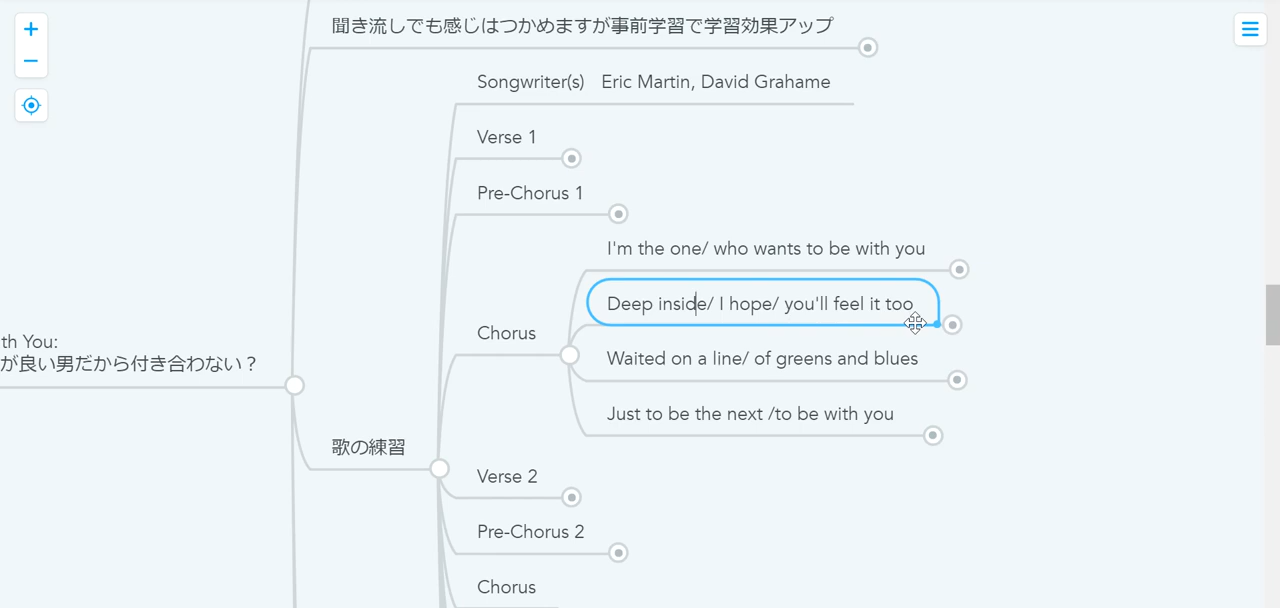 聞き流しでも感じはつかめますが事前学習で学習効果アップ
Songwriter(s) Eric Martin, David Grahame
Verse 1
Pre-Chorus 1
I'm the one/ who wants to be with you
Deep inside/ I hope/ you'll feel it too
Chorus
th You:
が良い男だから付き合わない？
Waited on a line/ of greens and blues
Just to be the next /to be with you
歌の練習
Verse 2
Pre-Chorus 2
Chorus